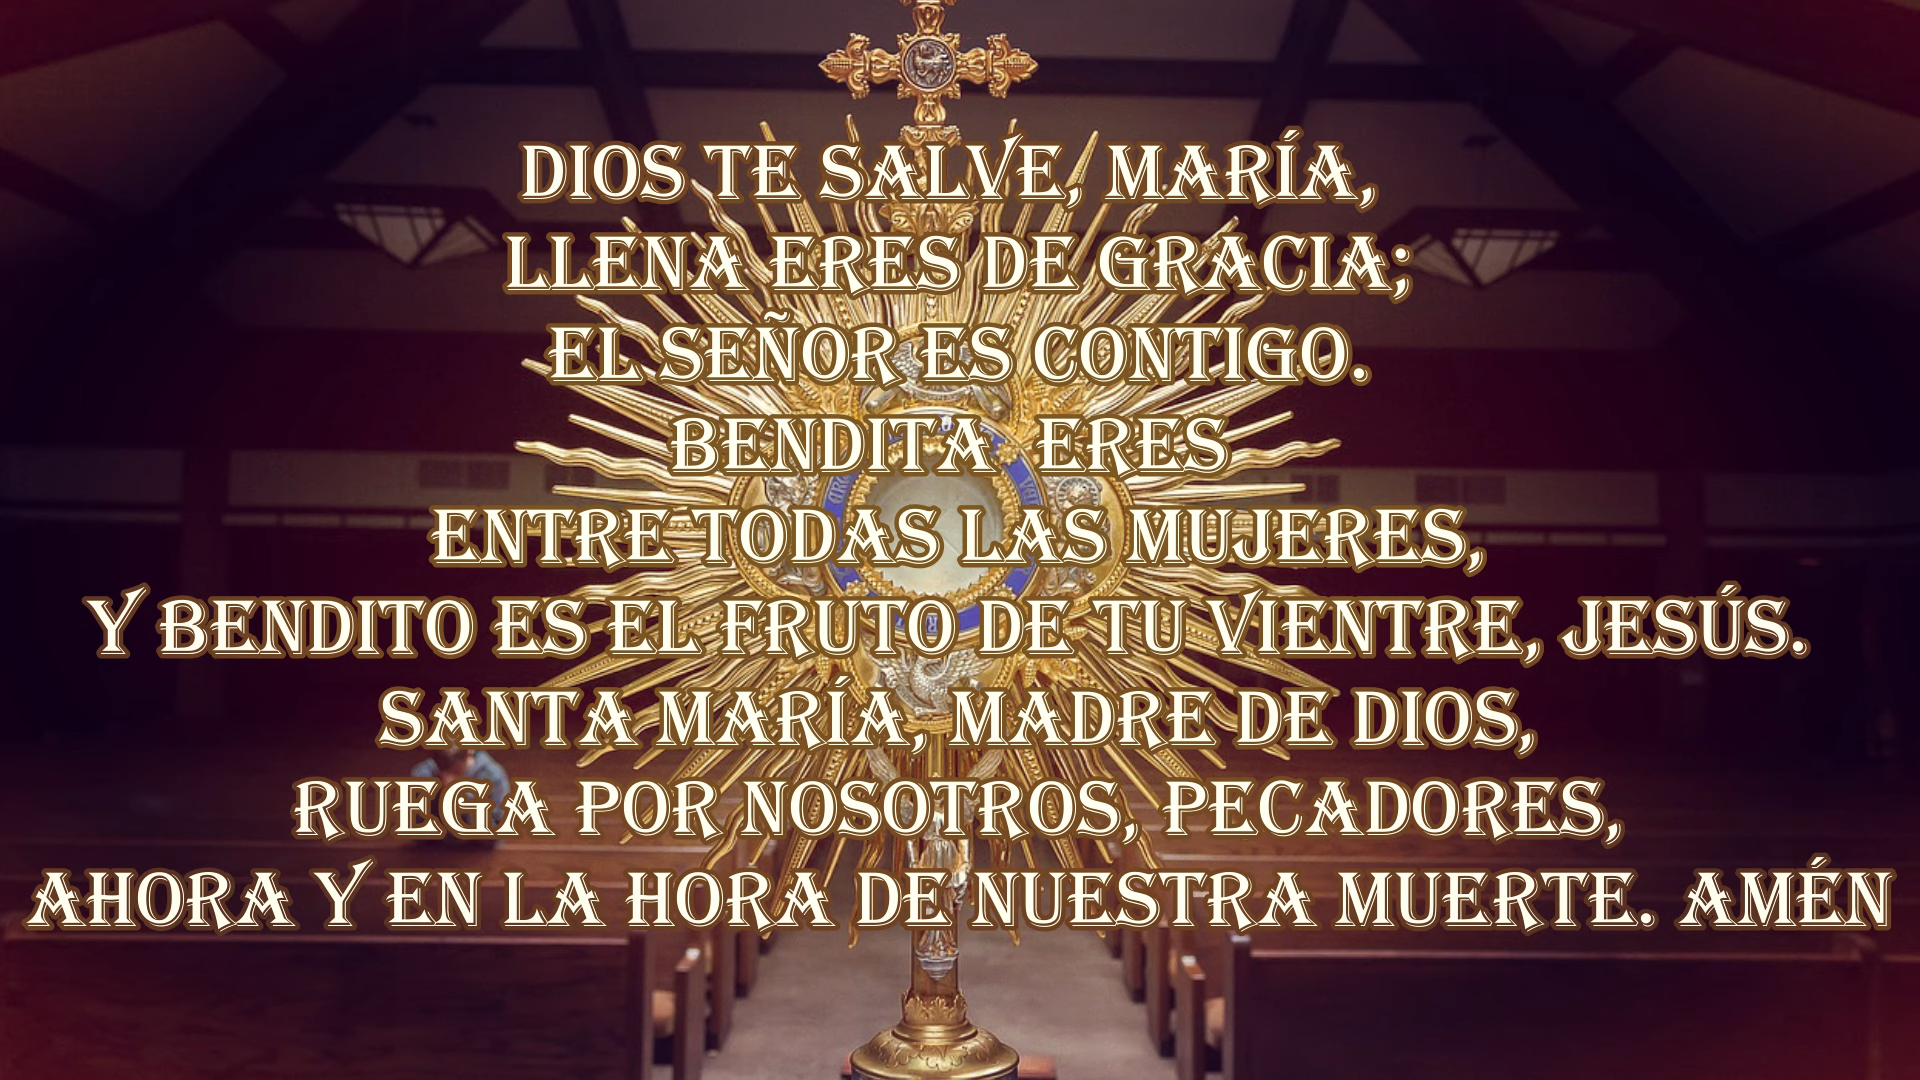 DIOS TE SALVE, MARÍA,
LLENA ERES DE GRACIA;
EL SEÑOR ES CONTIGO.
BENDITA ERES
ENTRE TODAS LAS MUJERES,
Y BENDITO ES EL FRUTO DE TU VIENTRE, JESÚS.
SANTA MARÍA, MADRE DE DIOS,
RUEGA POR NOSOTROS, PECADORES,
AHORA Y EN LA HORA DE NUESTRA MUERTE. AMÉN